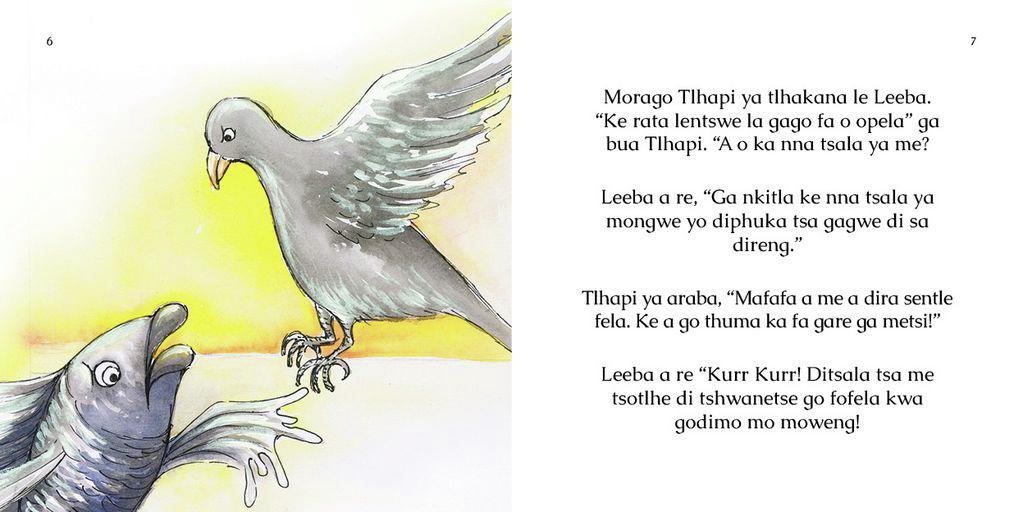 6
7
Morago Tlhapi ya tlhakana le Leeba.
“Ke rata lentswe la gago fa o opela” ga
bua Tlhapi. “A o ka nna tsala ya me?
Leeba a re, “Ga nkitla ke nna tsala ya
mongwe yo diphuka tsa gagwe di sa
direng.”
Tlhapi ya araba, “Mafafa a me a dira sentle
fela. Ke a go thuma ka fa gare ga metsi!”
Leeba a re “Kurr Kurr! Ditsala tsa me
tsotlhe di tshwanetse go fofela kwa
godimo mo moweng!